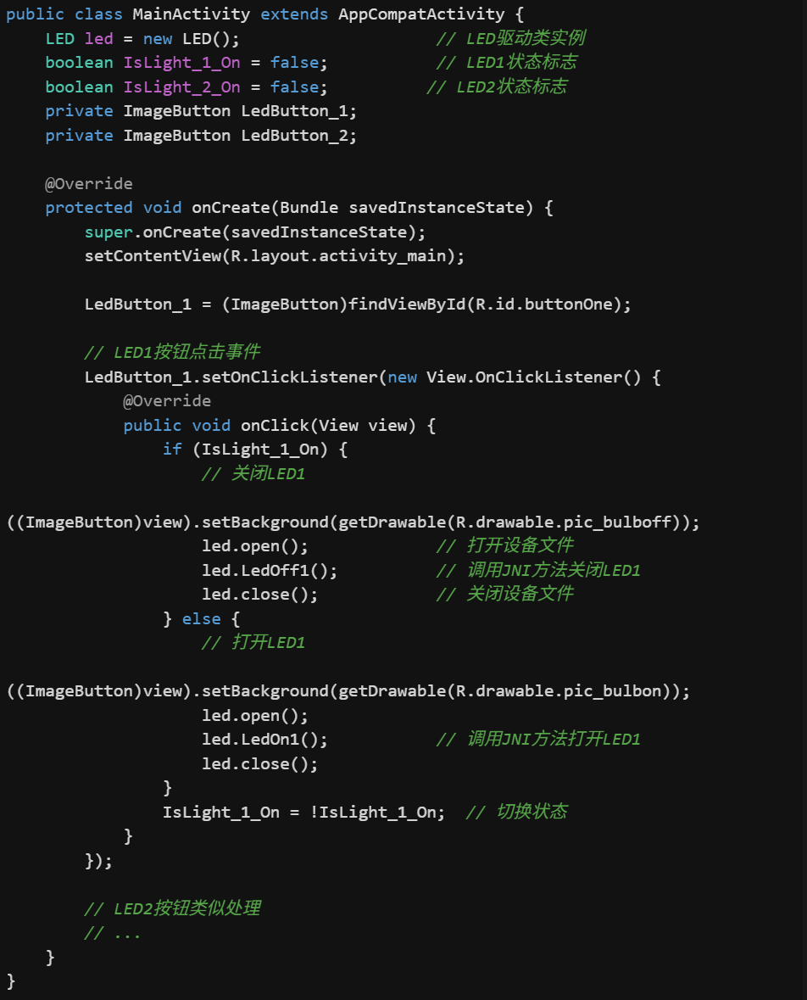 public class MainActivity extends AppCompatActivity {
    LED led = new LED();                    // LED驱动类实例
    boolean IsLight_1_On = false;           // LED1状态标志
    boolean IsLight_2_On = false;          // LED2状态标志
    private ImageButton LedButton_1;
    private ImageButton LedButton_2;

    @Override
    protected void onCreate(Bundle savedInstanceState) {
        super.onCreate(savedInstanceState);
        setContentView(R.layout.activity_main);

        LedButton_1 = (ImageButton)findViewById(R.id.buttonOne);

        // LED1按钮点击事件
        LedButton_1.setOnClickListener(new View.OnClickListener() {
            @Override
            public void onClick(View view) {
                if (IsLight_1_On) {
                    // 关闭LED1

((ImageButton)view).setBackground(getDrawable(R.drawable.pic_bulboff));
                    led.open();             // 打开设备文件
                    led.LedOff1();          // 调用JNI方法关闭LED1
                    led.close();            // 关闭设备文件
                } else {
                    // 打开LED1

((ImageButton)view).setBackground(getDrawable(R.drawable.pic_bulbon));
                    led.open();
                    led.LedOn1();           // 调用JNI方法打开LED1
                    led.close();
                }
                IsLight_1_On = !IsLight_1_On;  // 切换状态
            }
        });

        // LED2按钮类似处理
        // ...
    }
}